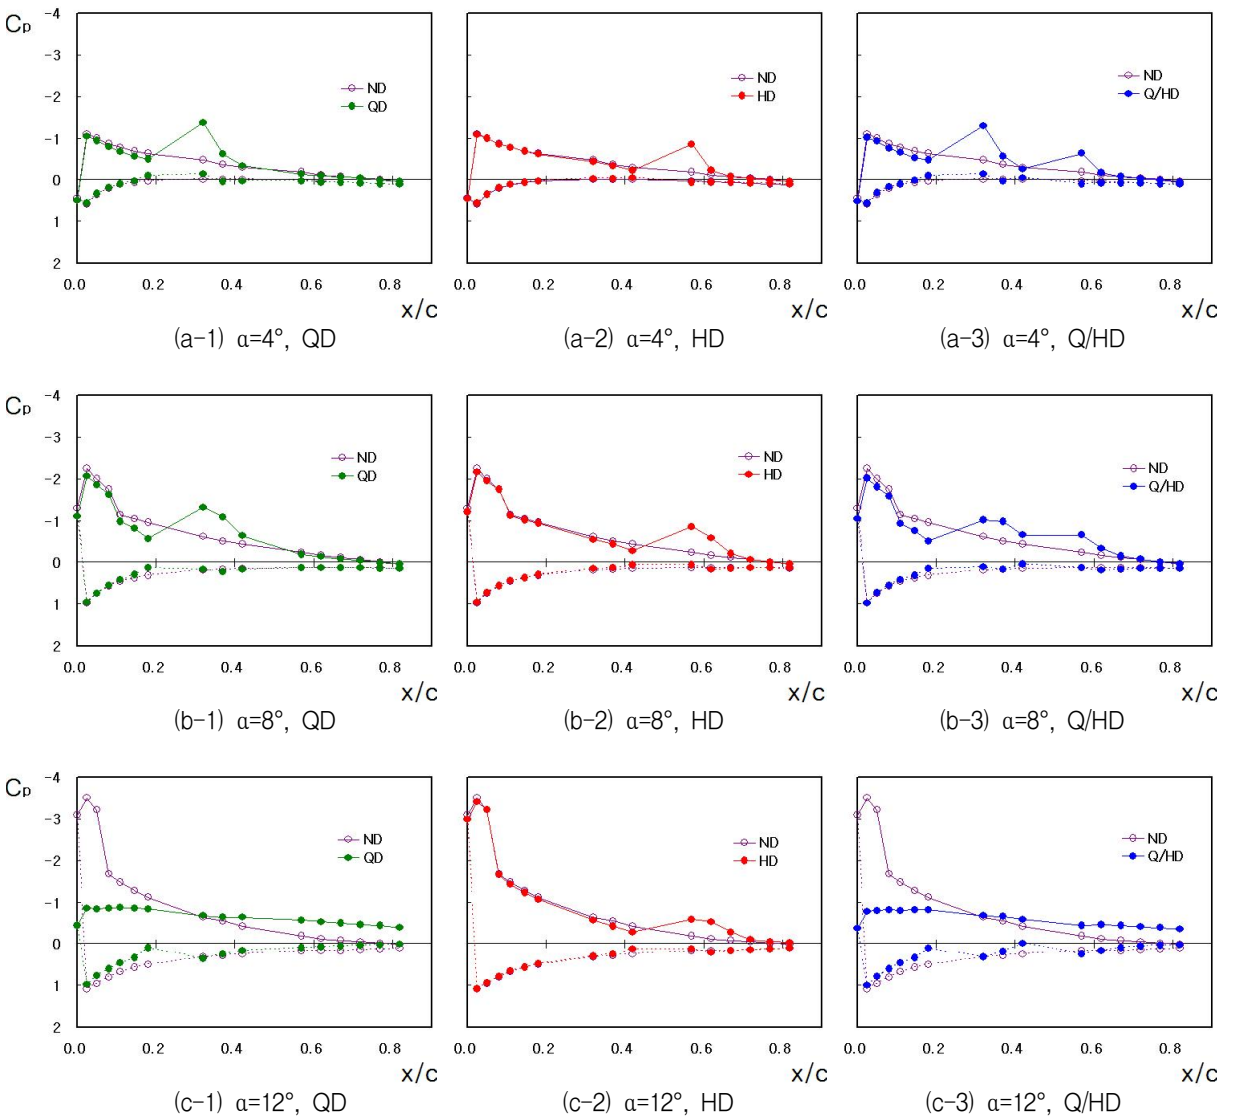 Cp
-4
-3
-2
-1
0
1
2
ND
QD
ND
HD
ND
Q/HD
0.0 0.2 0.4 0.6 0.8 0.0 0.2 0.4 0.6 0.8 0.0 0.2 0.4 0.6 0.8
x/c x/c x/c
(a-1) α=4°, QD (a-2) α=4°, HD (a-3) α=4°, Q/HD
Cp
-4
-3
-2
-1
0
1
2
ND
QD
ND
HD
ND
Q/HD
0.0 0.2 0.4 0.6 0.8 0.0 0.2 0.4 0.6 0.8 0.0 0.2 0.4 0.6 0.8
x/c x/c x/c
(b-1) α=8°, QD (b-2) α=8°, HD (b-3) α=8°, Q/HD
Cp
-4
-3
-2
-1
0
1
2
ND
QD
ND
HD
ND
Q/HD
0.0 0.2 0.4 0.6 0.8 0.0 0.2 0.4 0.6 0.8 0.0 0.2 0.4 0.6 0.8
x/c x/c x/c
(c-1) α=12°, QD (c-2) α=12°, HD (c-3) α=12°, Q/HD